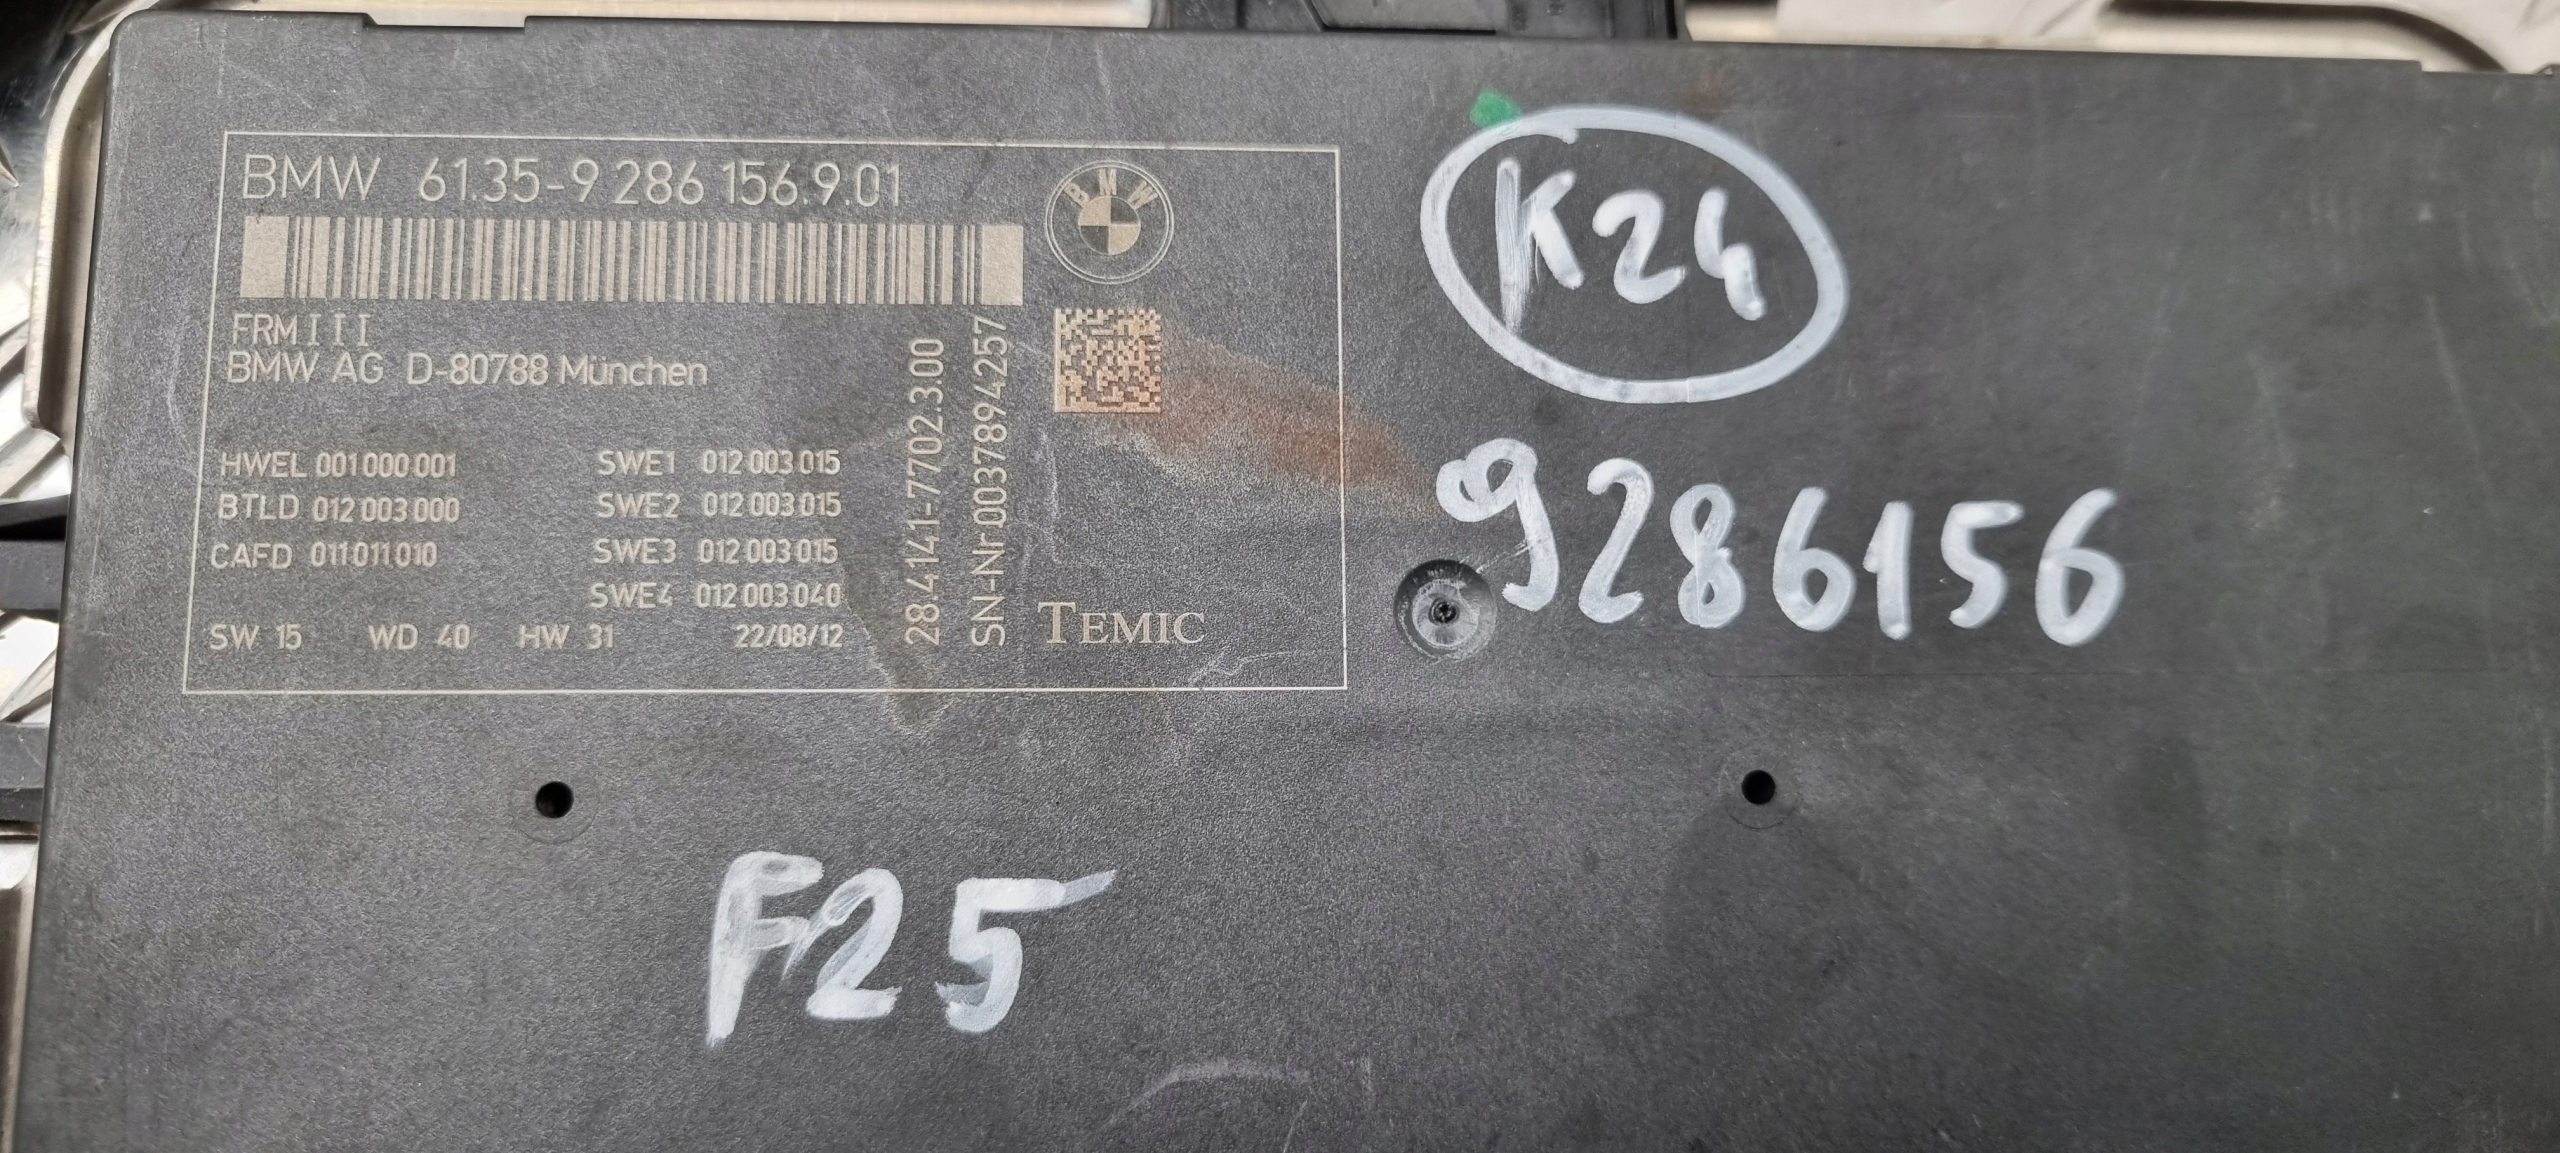 BMW 61.35-9 286 156.9.01
BMW
FRM III
BMW AG D-80788 München
HWEL 001 000 001
BTLD 012 003 000
CAFD 011 011 010
SWE1 012 003 015
SWE2 012 003 015
SWE3 012 003 015
SWE4 012 003 040
SW 15 WD 40 HW 31 22/08/12
28.4141-7702.3.00
SN-Nr 0037894257
TEMIC
K24
9286156
F25